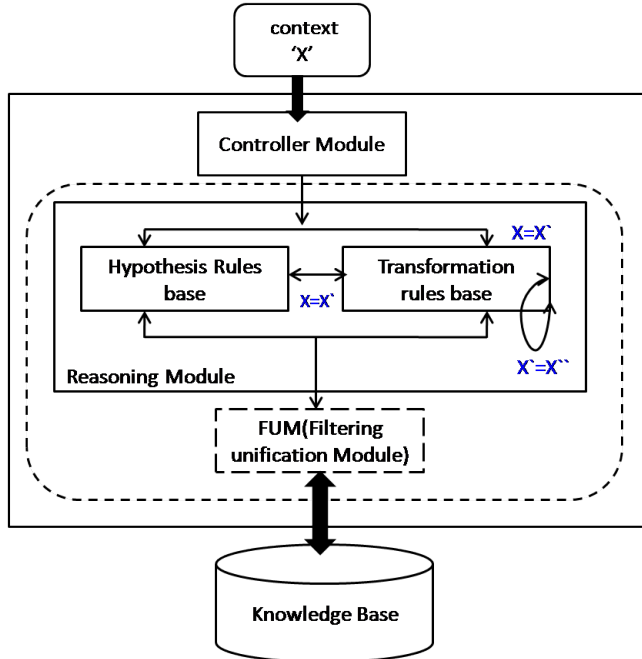 context
‘X’
Controller Module
X=X`
Hypothesis Rules
base
X=X`
Transformation
rules base
X`=X``
Reasoning Module
FUM(Filtering
unification Module)
Knowledge Base